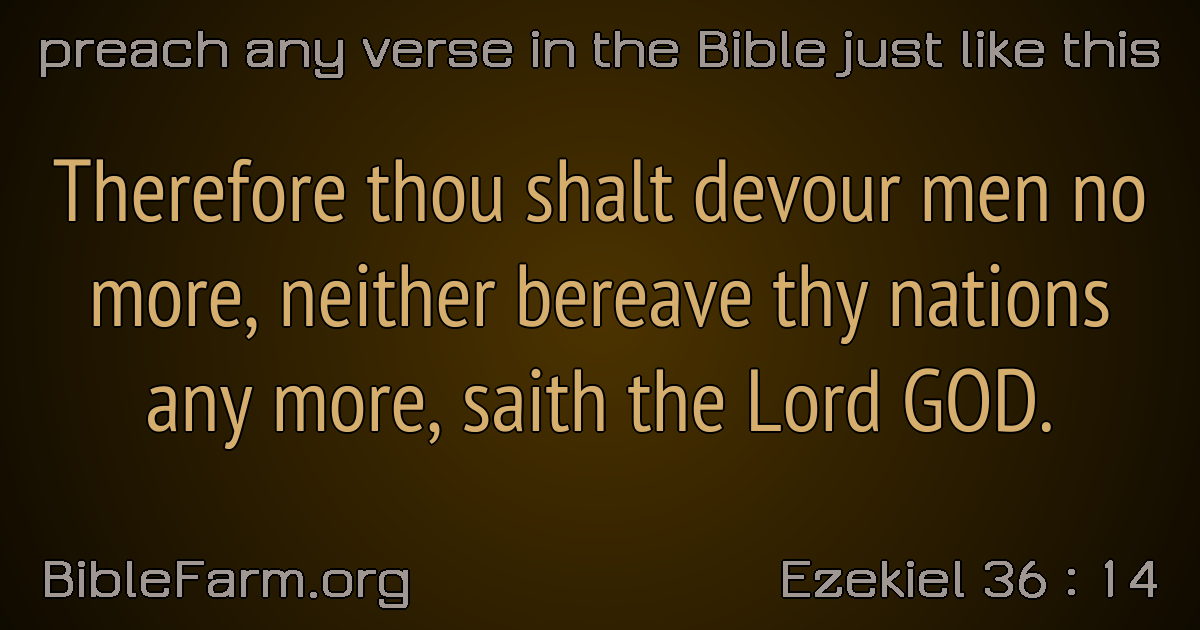 preach any verse in the Bible just like this
Therefore thou shalt devour men no
more, neither bereave thy nations
any more, saith the Lord GOD.
BibleFarm.org
Ezekiel 36 : 14